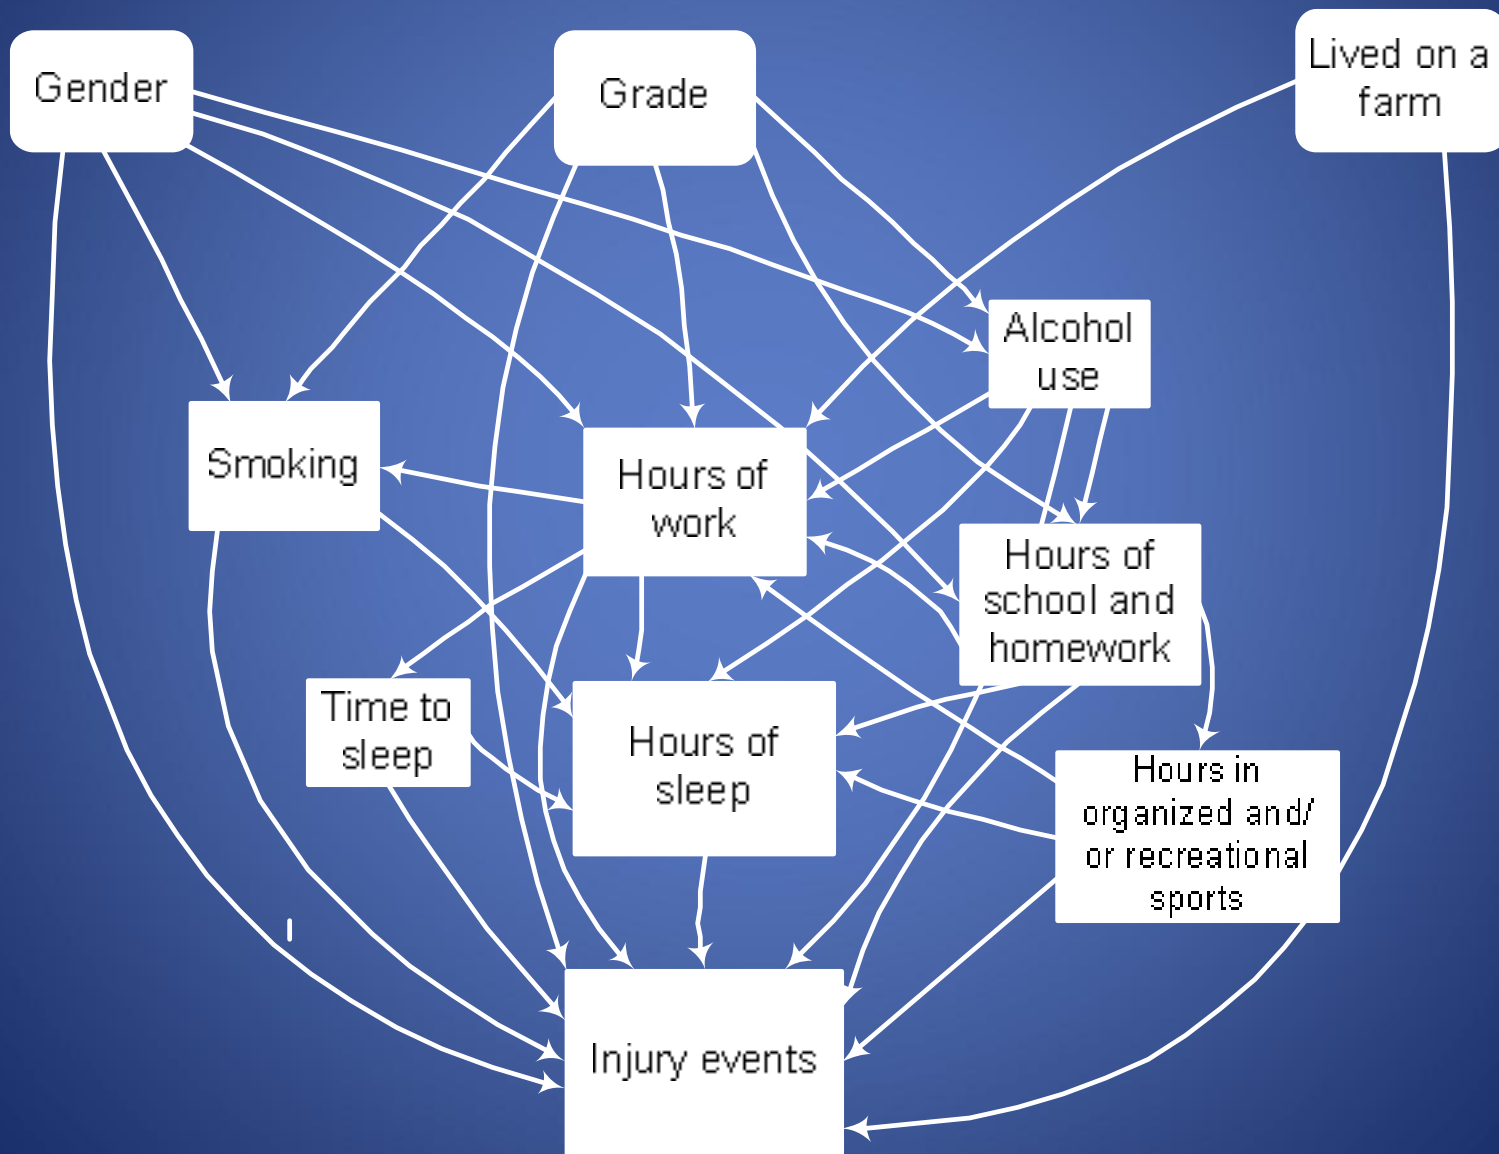 Gender
Grade
Lived on a
farm
Alcohol
use
Smoking
Hours of
work
Hours of
school and
homework
Time to
sleep
Hours of
sleep
Hours in
organized and/
or recreational
sports
Injury events